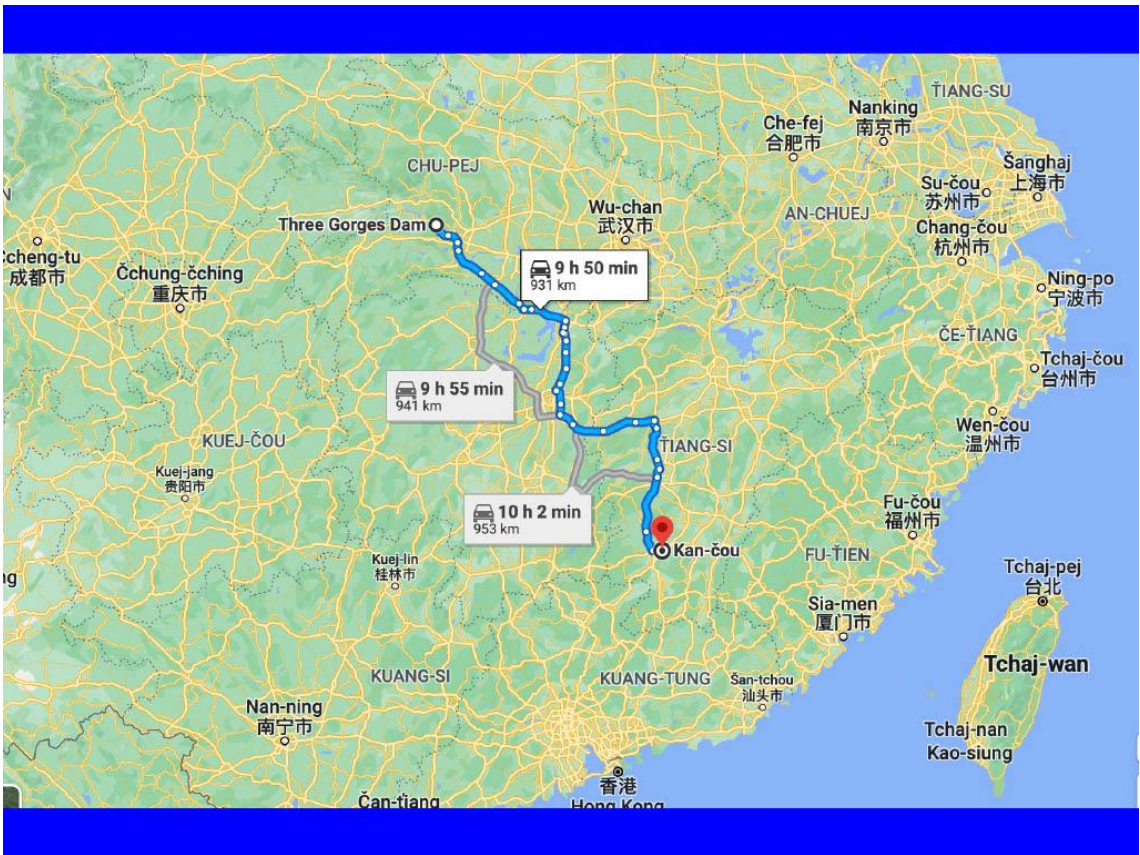 ŤIANG-SU
Nanking
南京市
Che-fej
合肥市
CHU-PEJ
Šanghaj
上海市
Su-čou
苏州市
Wu-chan
武汉市
AN-CHUEJ
Three Gorges Dam
Chang-čou
杭州市
cheng-tu
成都市
Čchung-čching
重庆市
9 h 50 min
931 km
Ning-po
宁波市
ČE-ŤIANG
Tchaj-čou
台州市
9 h 55 min
941 km
Wen-čou
温州市
KUEJ-ČOU
ŤIANG-SI
Kuej-jang
贵阳市
10 h 2 min
953 km
Fu-čou
福州市
Kan-čou
FU-ŤIEN
Kuej-lin
桂林市
ng
Tchaj-pej
台北
Sia-men
厦门市
KUANG-SI
KUANG-TUNG
Šan-tchou
汕头市
Tchaj-wan
Nan-ning
南宁市
Tchaj-nan
Kao-siung
香港
Hong Kong
Čan-ťiang